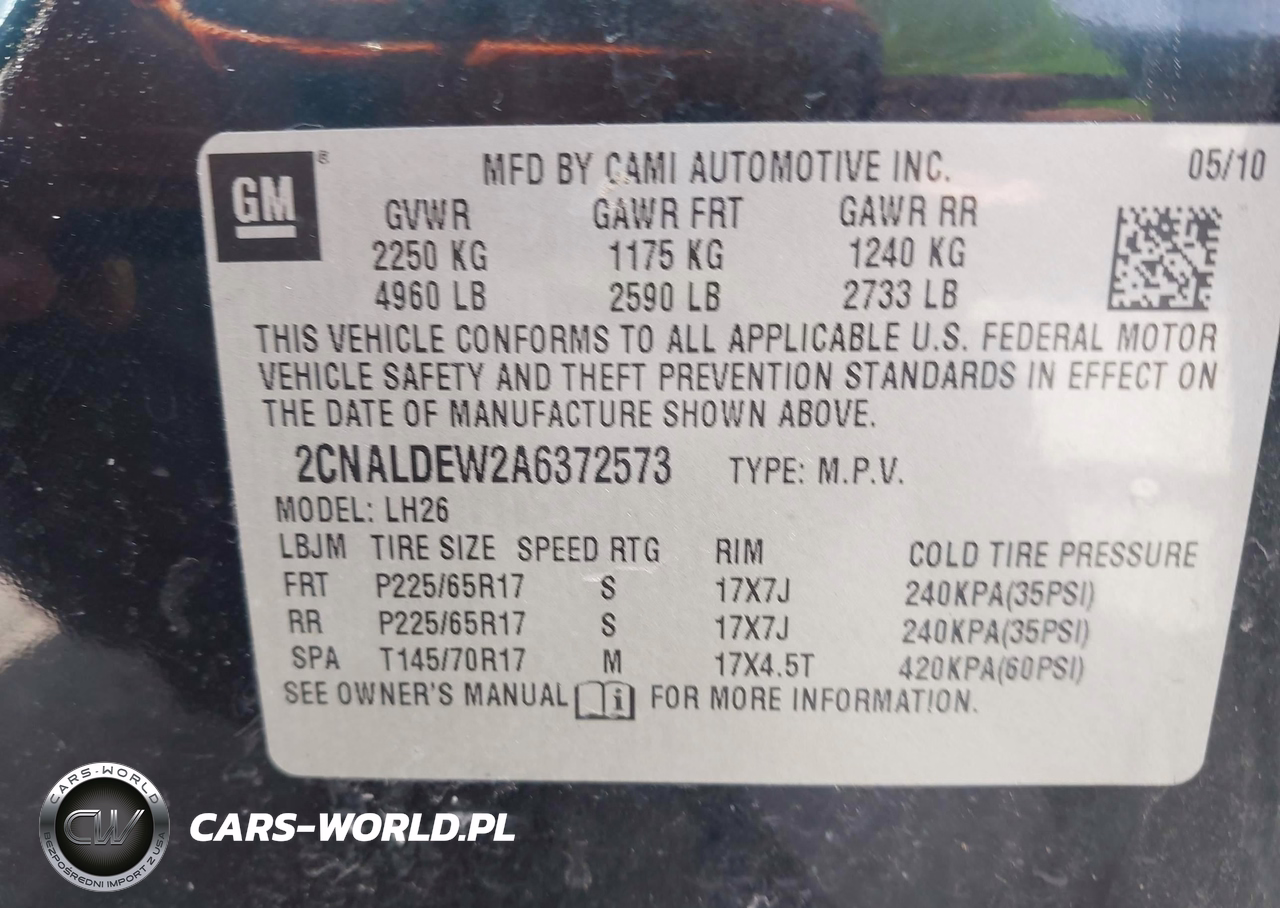 GM ® MFD BY CAMI AUTOMOTIVE INC. 05/10
GVWR GAWR FRT GAWR RR
2250 KG 1175 KG 1240 KG
4960 LB 2590 LB 2733 LB
THIS VEHICLE CONFORMS TO ALL APPLICABLE U.S. FEDERAL MOTOR
VEHICLE SAFETY AND THEFT PREVENTION STANDARDS IN EFFECT ON
THE DATE OF MANUFACTURE SHOWN ABOVE.
2CNALDEW2A6372573 TYPE: M.P.V.
MODEL: LH26
LBJM TIRE SIZE SPEED RTG RIM COLD TIRE PRESSURE
FRT P225/65R17 S 17X7J 240KPA(35PSI)
RR P225/65R17 S 17X7J 240KPA(35PSI)
SPA T145/70R17 M 17X4.5T 420KPA(60PSI)
SEE OWNER'S MANUAL i FOR MORE INFORMATION.
CARS-WORLD
CW
BEZPOŚREDNI IMPORT Z USA
CARS-WORLD.PL